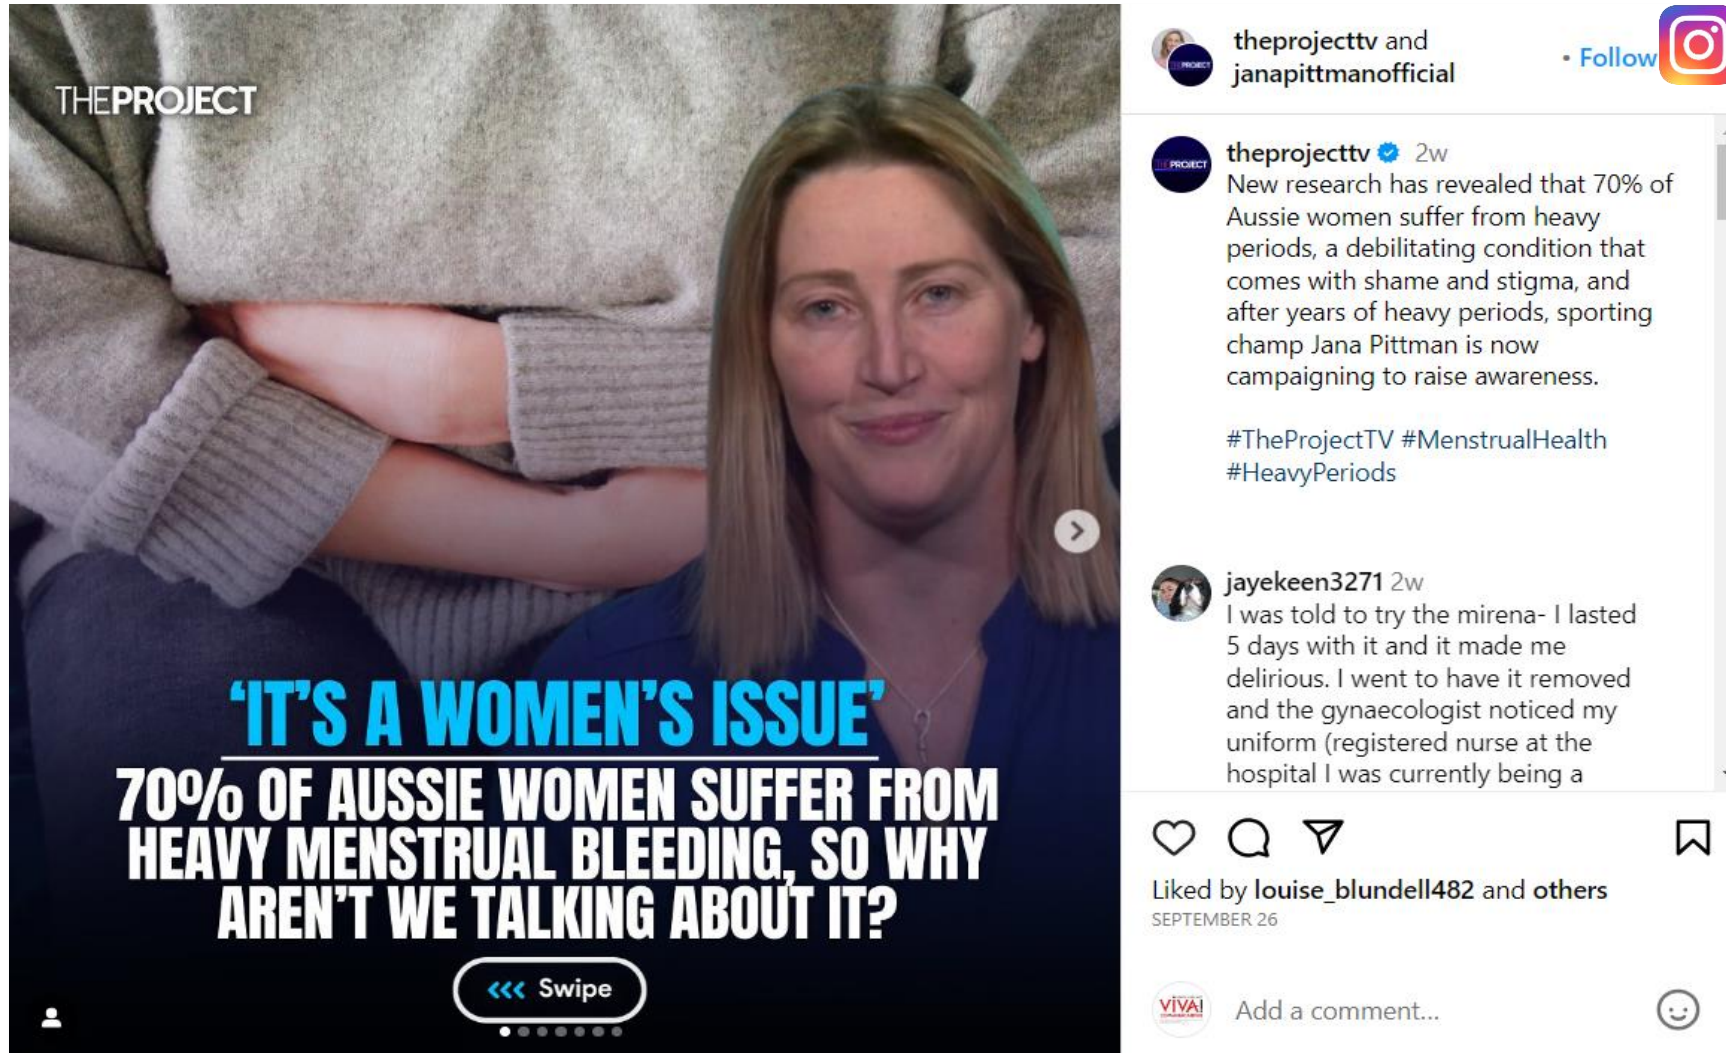 THEPROJECT
'IT'S A WOMEN'S ISSUE'
70% OF AUSSIE WOMEN SUFFER FROM
HEAVY MENSTRUAL BLEEDING, SO WHY
AREN'T WE TALKING ABOUT IT?
<<< Swipe
theprojecttv and
janapittmanofficial
• Follow
THEPROJECT
theprojecttv 2w
New research has revealed that 70% of
Aussie women suffer from heavy
periods, a debilitating condition that
comes with shame and stigma, and
after years of heavy periods, sporting
champ Jana Pittman is now
campaigning to raise awareness.
#TheProjectTV #MenstrualHealth
#HeavyPeriods
jayekeen3271 2w
I was told to try the mirena- I lasted
5 days with it and it made me
delirious. I went to have it removed
and the gynaecologist noticed my
uniform (registered nurse at the
hospital I was currently being a
Liked by louise_blundell482 and others
SEPTEMBER 26
VIVA!
Add a comment...